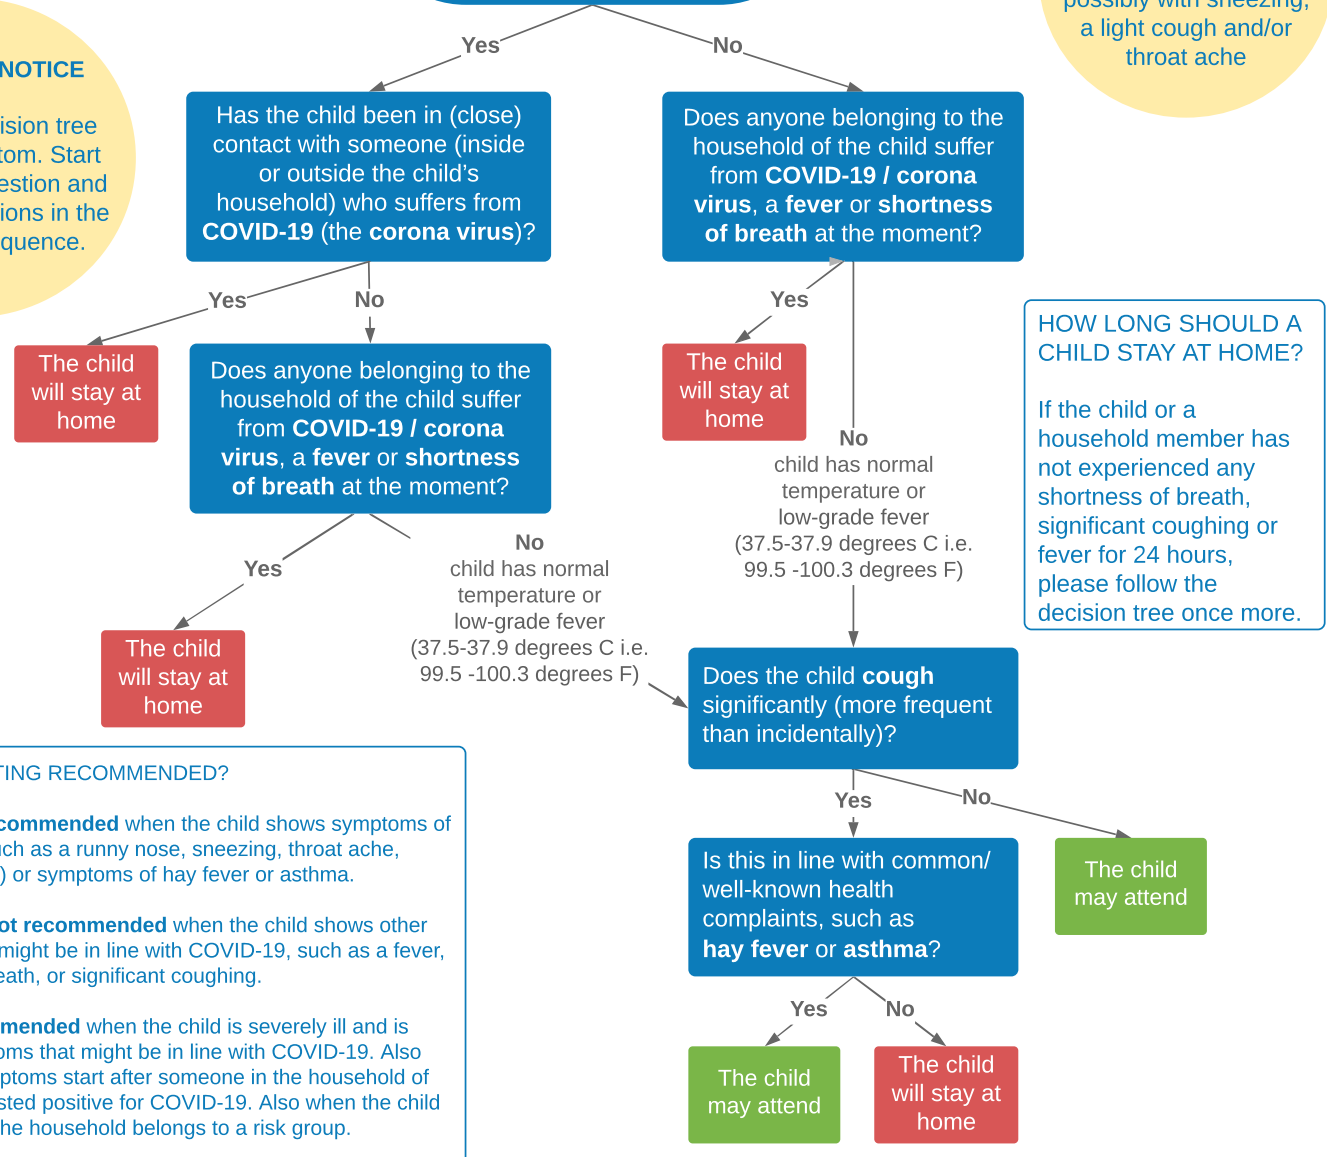 possibly with sneezing,
a light cough and/or
throat ache
NOTICE
ision tree
tom. Start
estion and
ions in the
quence.
Yes
No
Has the child been in (close)
contact with someone (inside
or outside the child's
household) who suffers from
COVID-19 (the corona virus)?
Does anyone belonging to the
household of the child suffer
from COVID-19 / corona
virus, a fever or shortness
of breath at the moment?
Yes
No
Yes
The child
will stay at
home
Does anyone belonging to the
household of the child suffer
from COVID-19 / corona
virus, a fever or shortness
of breath at the moment?
The child
will stay at
home
HOW LONG SHOULD A
CHILD STAY AT HOME?
If the child or a
household member has
not experienced any
shortness of breath,
significant coughing or
fever for 24 hours,
please follow the
decision tree once more.
No
child has normal
temperature or
low-grade fever
(37.5-37.9 degrees C i.e.
99.5 -100.3 degrees F)
Yes
No
child has normal
temperature or
low-grade fever
(37.5-37.9 degrees C i.e.
99.5 -100.3 degrees F)
The child
will stay at
home
Does the child cough
significantly (more frequent
than incidentally)?
Yes
No
Is this in line with common/
well-known health
complaints, such as
hay fever or asthma?
The child
may attend
Yes
No
The child
may attend
The child
will stay at
home
TING RECOMMENDED?
commended when the child shows symptoms of
uch as a runny nose, sneezing, throat ache,
) or symptoms of hay fever or asthma.
ot recommended when the child shows other
might be in line with COVID-19, such as a fever,
eath, or significant coughing.
mended when the child is severely ill and is
oms that might be in line with COVID-19. Also
ptoms start after someone in the household of
sted positive for COVID-19. Also when the child
he household belongs to a risk group.